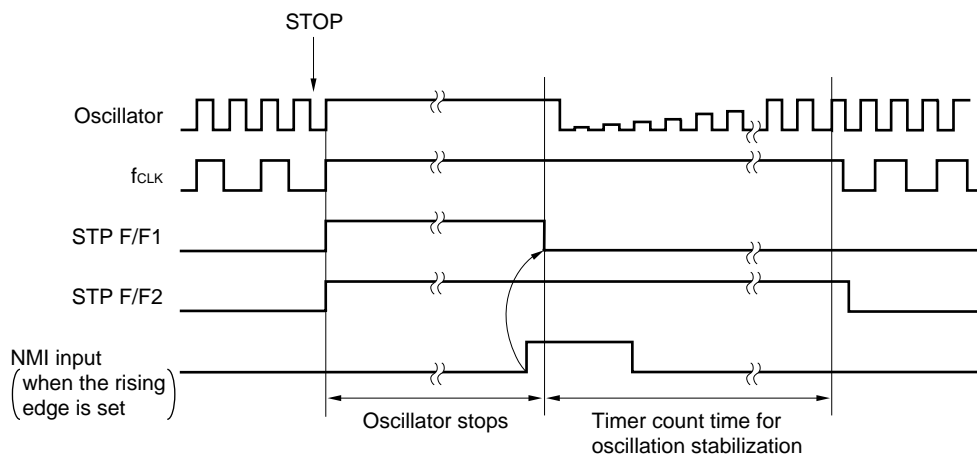 STOP
Oscillator
fCLK
STP F/F1
STP F/F2
NMI input
(when the rising
edge is set)
Oscillator stops
Timer count time for
oscillation stabilization